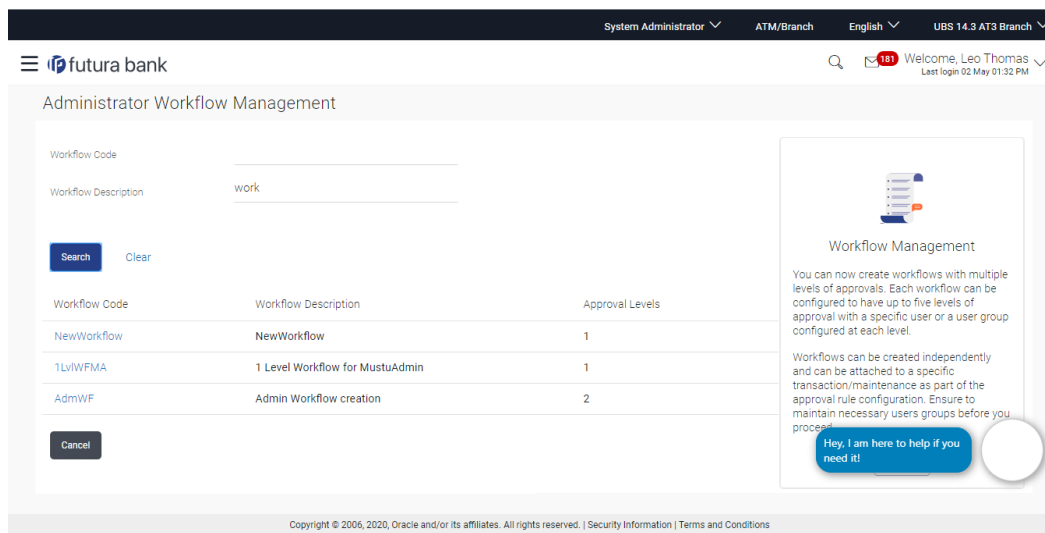 System Administrator ATM/Branch English UBS 14.3 AT3 Branch
futura bank 181 Welcome, Leo Thomas
Last login 02 May 01:32 PM
Administrator Workflow Management
Workflow Code
Workflow Description work
Search Clear
Workflow Code Workflow Description Approval Levels
NewWorkflow NewWorkflow 1
1LvlWFMA 1 Level Workflow for MustuAdmin 1
AdmWF Admin Workflow creation 2
Cancel
Workflow Management
You can now create workflows with multiple
levels of approvals. Each workflow can be
configured to have up to five levels of
approval with a specific user or a user group
configured at each level.
Workflows can be created independently
and can be attached to a specific
transaction/maintenance as part of the
approval rule configuration. Ensure to
maintain necessary users groups before you
proceed
Hey, I am here to help if you
need it!
Copyright © 2006, 2020, Oracle and/or its affiliates. All rights reserved. | Security Information | Terms and Conditions